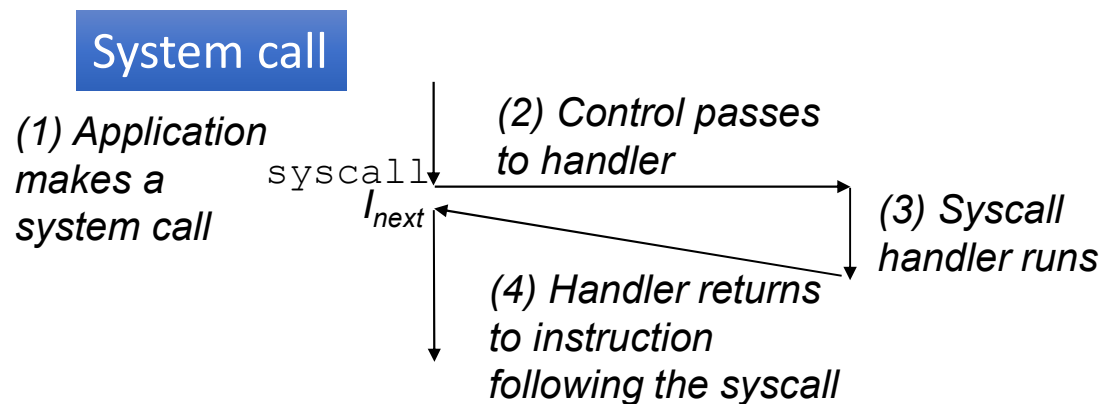 System call
(1) Application
makes a
system call
syscall
Inext
(2) Control passes
to handler
(3) Syscall
handler runs
(4) Handler returns
to instruction
following the syscall